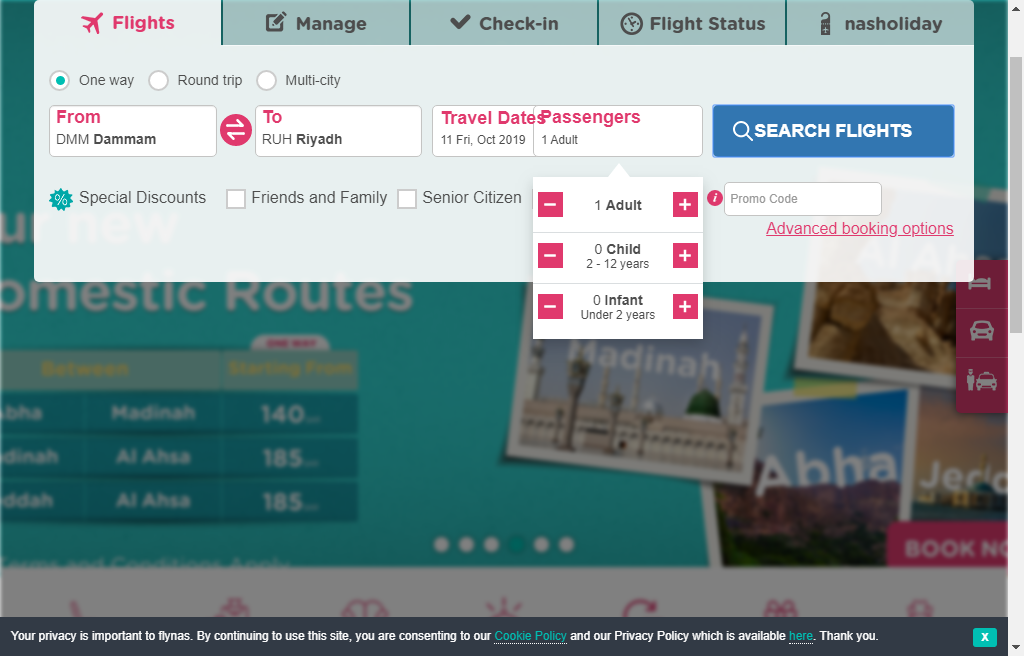 Flights
Manage
Check-in
Flight Status
nasholiday
One way
Round trip
Multi-city
From
DMM Dammam
To
RUH Riyadh
Travel Dates
11 Fri, Oct 2019
Passengers
1 Adult
SEARCH FLIGHTS
% Special Discounts
Friends and Family
Senior Citizen
i
Promo Code
Advanced booking options
− 1 Adult +
− 0 Child +
2 - 12 years
− 0 Infant +
Under 2 years
ur new
omestic Routes
ONE WAY
Between Starting From
Abha Madinah 140
dinah Al Ahsa 185
eddah Al Ahsa 185
Terms and Conditions Apply
Madinah
Al Ah
Abha
Jed
BOOK NO
Your privacy is important to flynas. By continuing to use this site, you are consenting to our Cookie Policy and our Privacy Policy which is available here. Thank you.
X